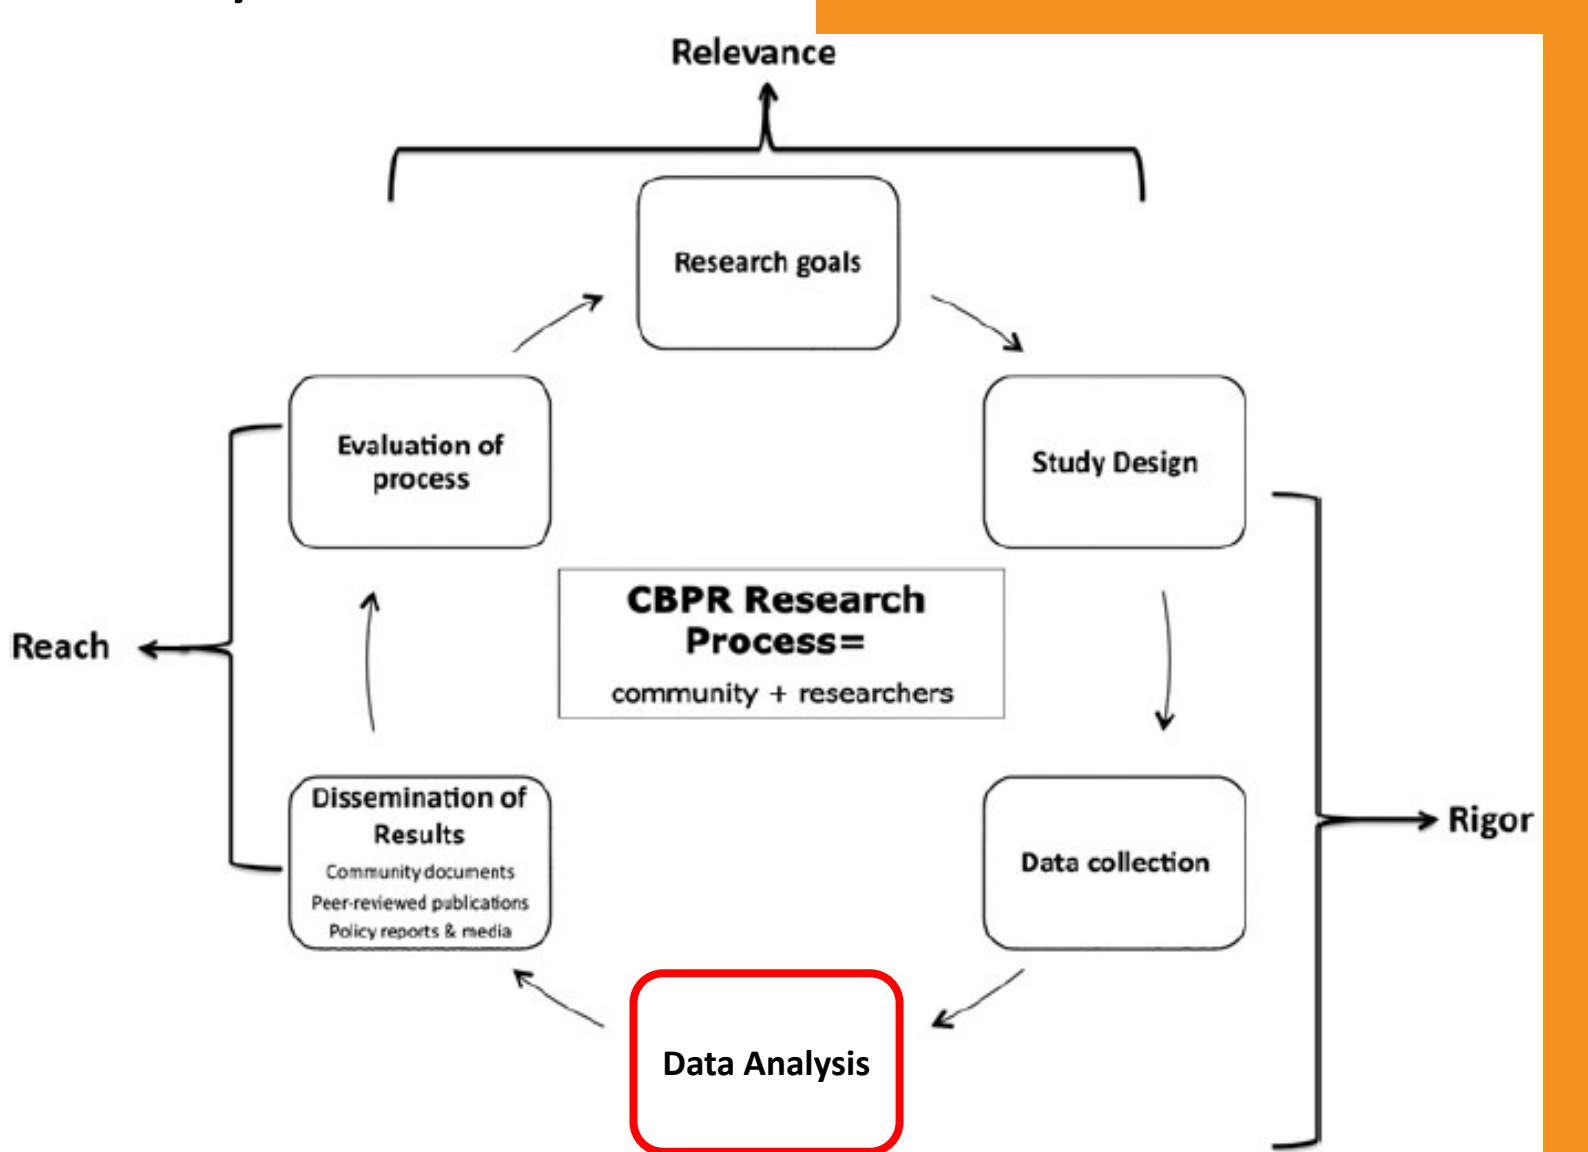 Relevance
Research goals
Evaluation of
process
Study Design
CBPR Research
Process=
community + researchers
Reach
Dissemination of
Results
Community documents
Peer-reviewed publications
Policy reports & media
Data collection
Rigor
Data Analysis